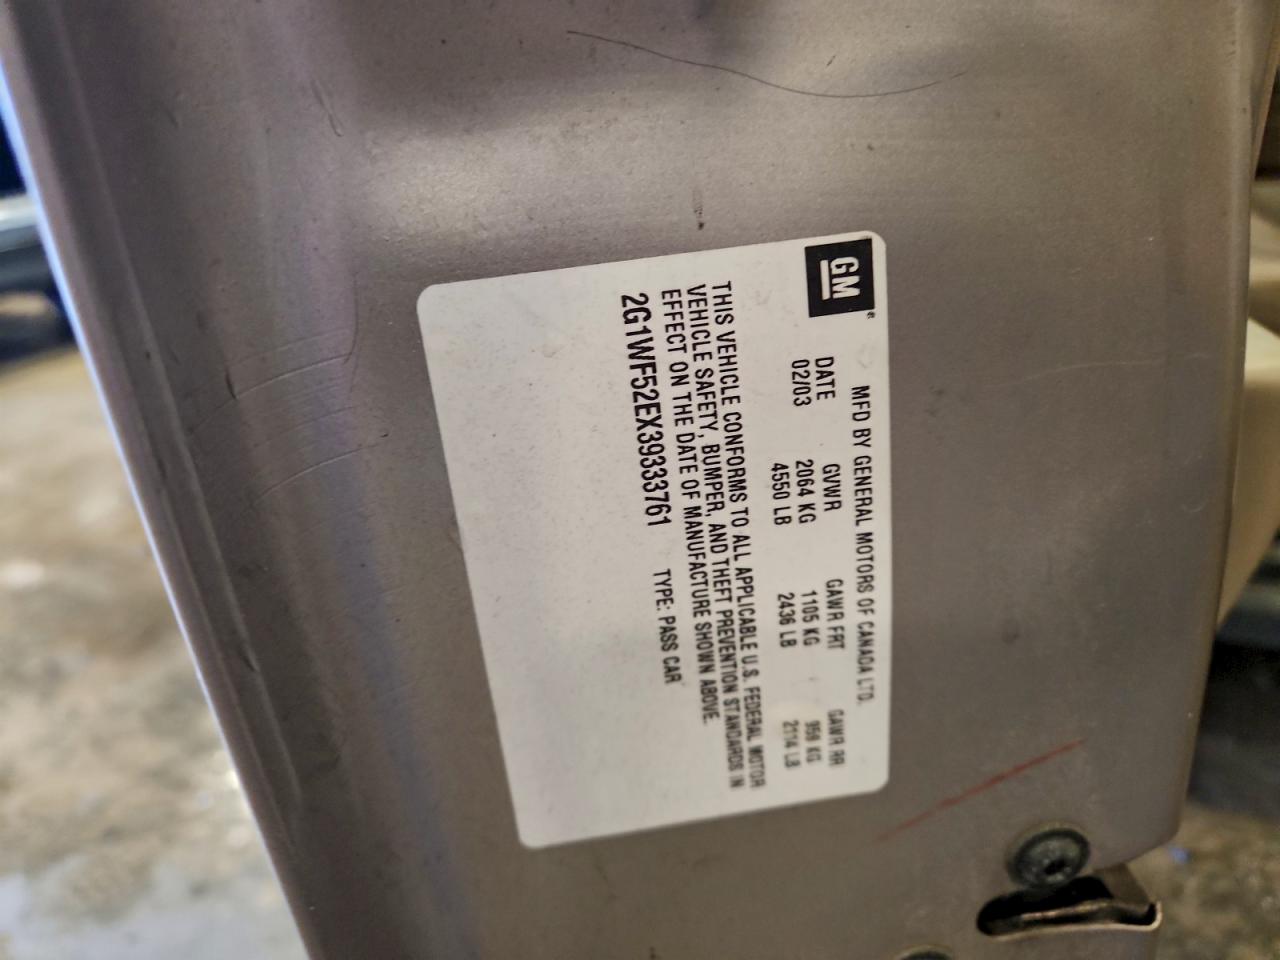 GM
MFD BY GENERAL MOTORS OF CANADA LTD.
DATE GVWR GAWR FRT GAWR RR
02/03 2064 KG 1105 KG 959 KG
4550 LB 2436 LB 2114 LB
THIS VEHICLE CONFORMS TO ALL APPLICABLE U.S. FEDERAL MOTOR
VEHICLE SAFETY, BUMPER, AND THEFT PREVENTION STANDARDS IN
EFFECT ON THE DATE OF MANUFACTURE SHOWN ABOVE.
2G1WF52EX39333761 TYPE: PASS CAR